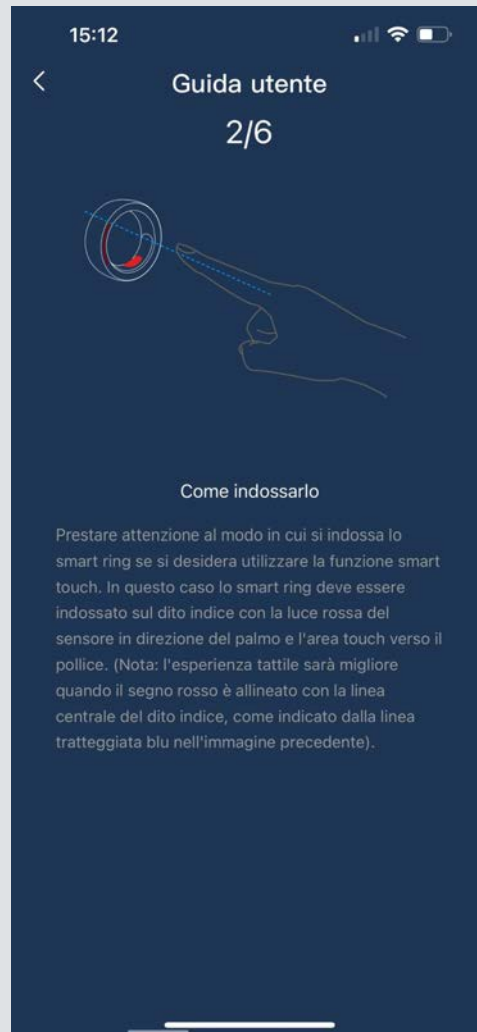 15:12
Guida utente
2/6
Come indossarlo
Prestare attenzione al modo in cui si indossa lo
smart ring se si desidera utilizzare la funzione smart
touch. In questo caso lo smart ring deve essere
indossato sul dito indice con la luce rossa del
sensore in direzione del palmo e l'area touch verso il
pollice. (Nota: l'esperienza tattile sarà migliore
quando il segno rosso è allineato con la linea
centrale del dito indice, come indicato dalla linea
tratteggiata blu nell'immagine precedente).